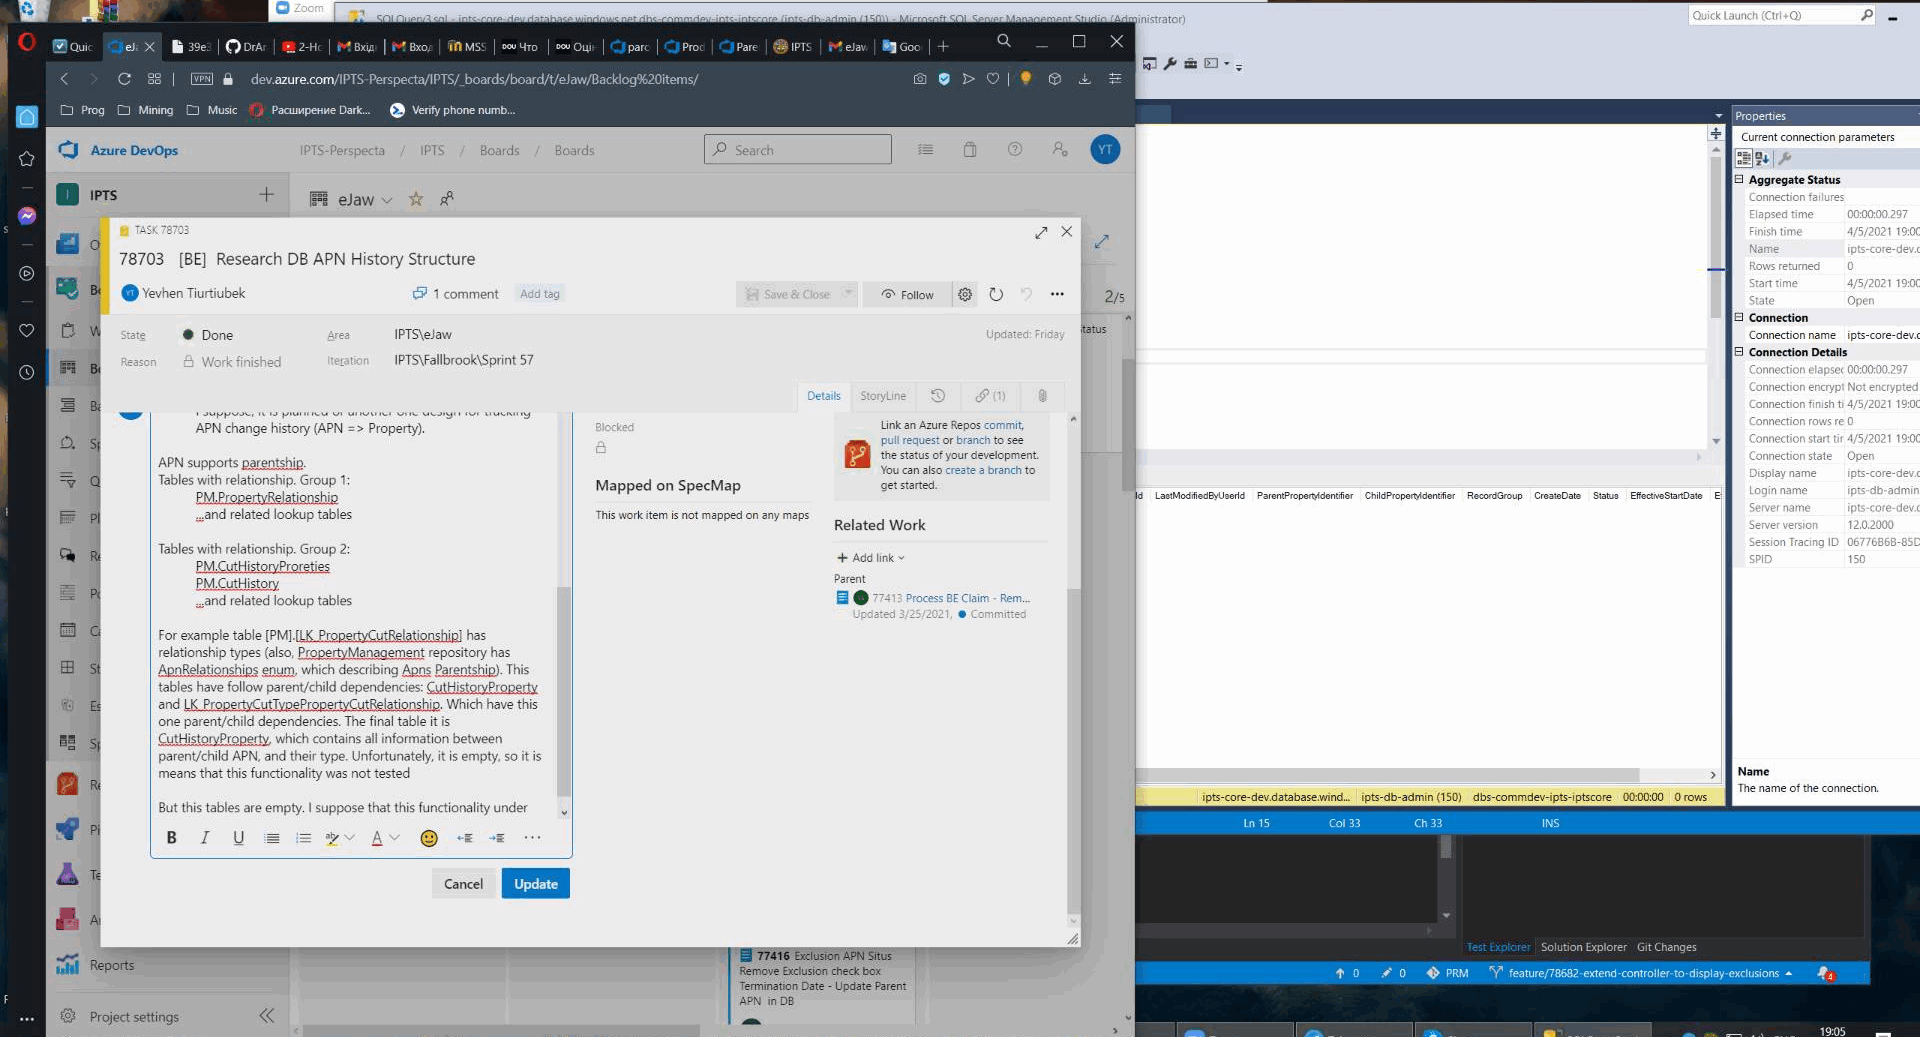 Zoom
SQLQuery3.sql - ipts-core-dev.database.windows.net.dbs-commdev-ipts-iptscore (ipts-db-admin (150)) - Microsoft SQL Server Management Studio (Administrator)
Quick Launch (Ctrl+Q)
Quic
eJ
39e3
DrAr
2-Нс
Вхід
Вход
MSS
DOU Что
DOU Оці
parc
Proc
Pare
IPTS
eJaw
Goo
VPN
dev.azure.com/IPTS-Perspecta/IPTS/_boards/board/t/eJaw/Backlog%20items/
Prog
Mining
Music
Расширение Dark...
Verify phone numb...
Azure DevOps
IPTS-Perspecta / IPTS / Boards / Boards
Search
YT
I
IPTS
eJaw
TASK 78703
78703 [BE] Research DB APN History Structure
YT
Yevhen Tiurtiubek
1 comment
Add tag
Save & Close
Follow
2/5
State
Done
Area
IPTS\eJaw
Updated: Friday
Reason
Work finished
Iteration
IPTS\Fallbrook\Sprint 57
Details
StoryLine
(1)
I suppose, it is planned or another one design for tracking
APN change history (APN => Property).
APN supports parentship.
Tables with relationship. Group 1:
PM.PropertyRelationship
...and related lookup tables
Tables with relationship. Group 2:
PM.CutHistoryProreties
PM.CutHistory
...and related lookup tables
For example table [PM].[LK_PropertyCutRelationship] has
relationship types (also, PropertyManagement repository has
ApnRelationships enum, which describing Apns Parentship). This
tables have follow parent/child dependencies: CutHistoryProperty
and LK_PropertyCutTypePropertyCutRelationship. Which have this
one parent/child dependencies. The final table it is
CutHistoryProperty, which contains all information between
parent/child APN, and their type. Unfortunately, it is empty, so it is
means that this functionality was not tested
But this tables are empty. I suppose that this functionality under
B I U
A
Cancel
Update
Blocked
Mapped on SpecMap
This work item is not mapped on any maps
Link an Azure Repos commit,
pull request or branch to see
the status of your development.
You can also create a branch to
get started.
Related Work
Add link
Parent
77413 Process BE Claim - Rem...
Updated 3/25/2021, Committed
77416 Exclusion APN Situs
Remove Exclusion check box
Termination Date - Update Parent
APN in DB
Reports
Project settings
Id
LastModifiedByUserId
ParentPropertyIdentifier
ChildPropertyIdentifier
RecordGroup
CreateDate
Status
EffectiveStartDate
E
ipts-core-dev.database.wind...
ipts-db-admin (150)
dbs-commdev-ipts-iptscore
00:00:00
0 rows
Ln 15
Col 33
Ch 33
INS
Properties
Current connection parameters
Aggregate Status
Connection failures
Elapsed time 00:00:00.297
Finish time 4/5/2021 19:00
Name ipts-core-dev.c
Rows returned 0
Start time 4/5/2021 19:00
State Open
Connection
Connection name ipts-core-dev.c
Connection Details
Connection elapsec 00:00:00.297
Connection encrypt Not encrypted
Connection finish ti 4/5/2021 19:00
Connection rows re 0
Connection start tir 4/5/2021 19:00
Connection state Open
Display name ipts-core-dev.c
Login name ipts-db-admin
Server name ipts-core-dev.c
Server version 12.0.2000
Session Tracing ID 06776B6B-85D
SPID 150
Name
The name of the connection.
Test Explorer
Solution Explorer
Git Changes
0
0
PRM
feature/78682-extend-controller-to-display-exclusions
4
19:05